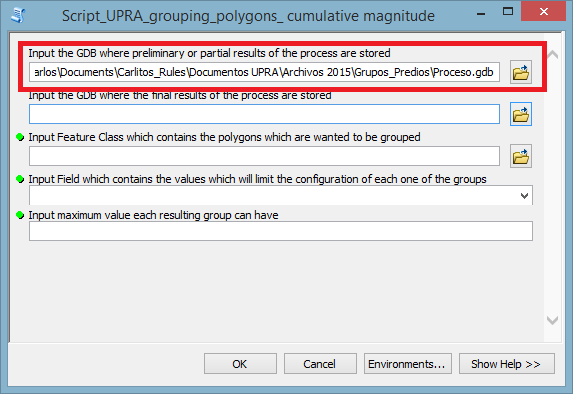 Script_UPRA_grouping_polygons_ cumulative magnitude
Input the GDB where preliminary or partial results of the process are stored
arlos\Documents\Carlitos_Rules\Documentos UPRA\Archivos 2015\Grupos_Predios\Proceso.gdb
Input the GDB where the final results of the process are stored
Input Feature Class which contains the polygons which are wanted to be grouped
Input Field which contains the values which will limit the configuration of each one of the groups
Input maximum value each resulting group can have
OK Cancel Environments... Show Help >>